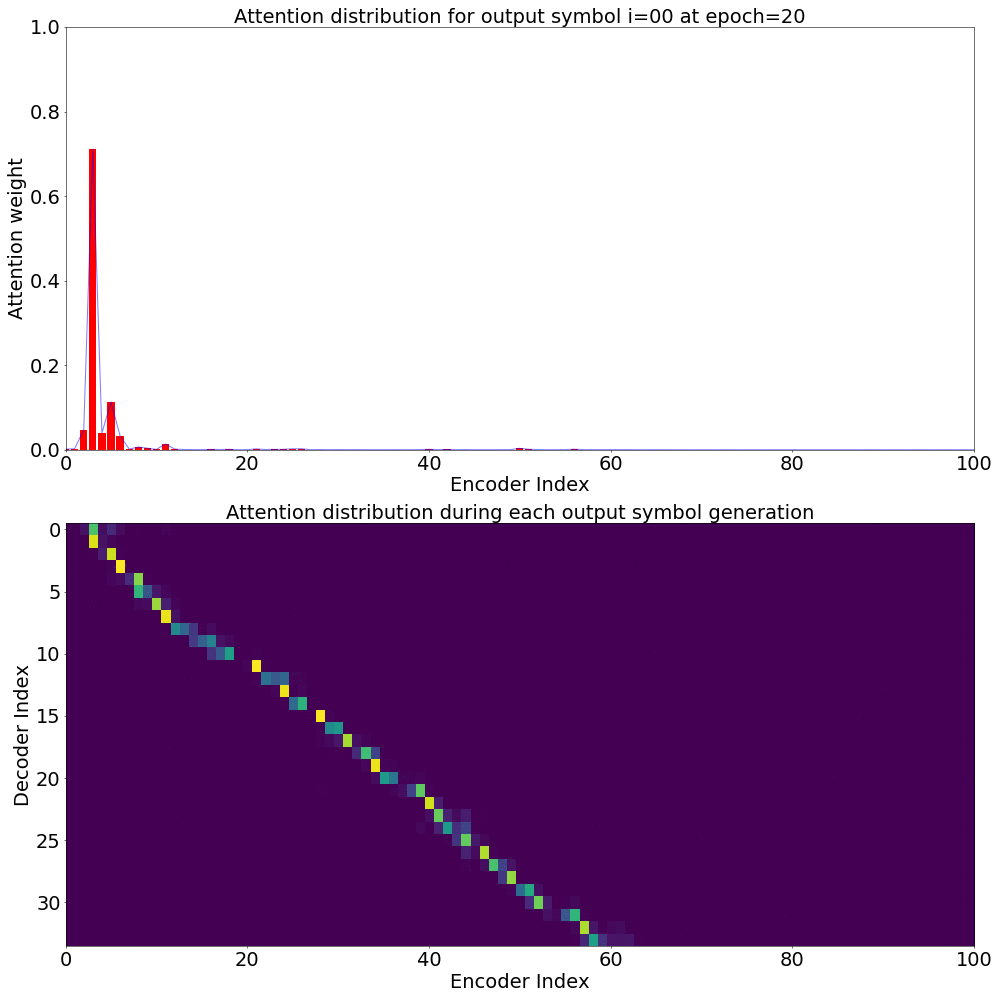 Attention distribution for output symbol i=00 at epoch=20
1.0
0.8
0.6
0.4
0.2
0.0
Attention weight
0 20 40 60 80 100
Encoder Index
Attention distribution during each output symbol generation
0
5
10
15
20
25
30
Decoder Index
0 20 40 60 80 100
Encoder Index